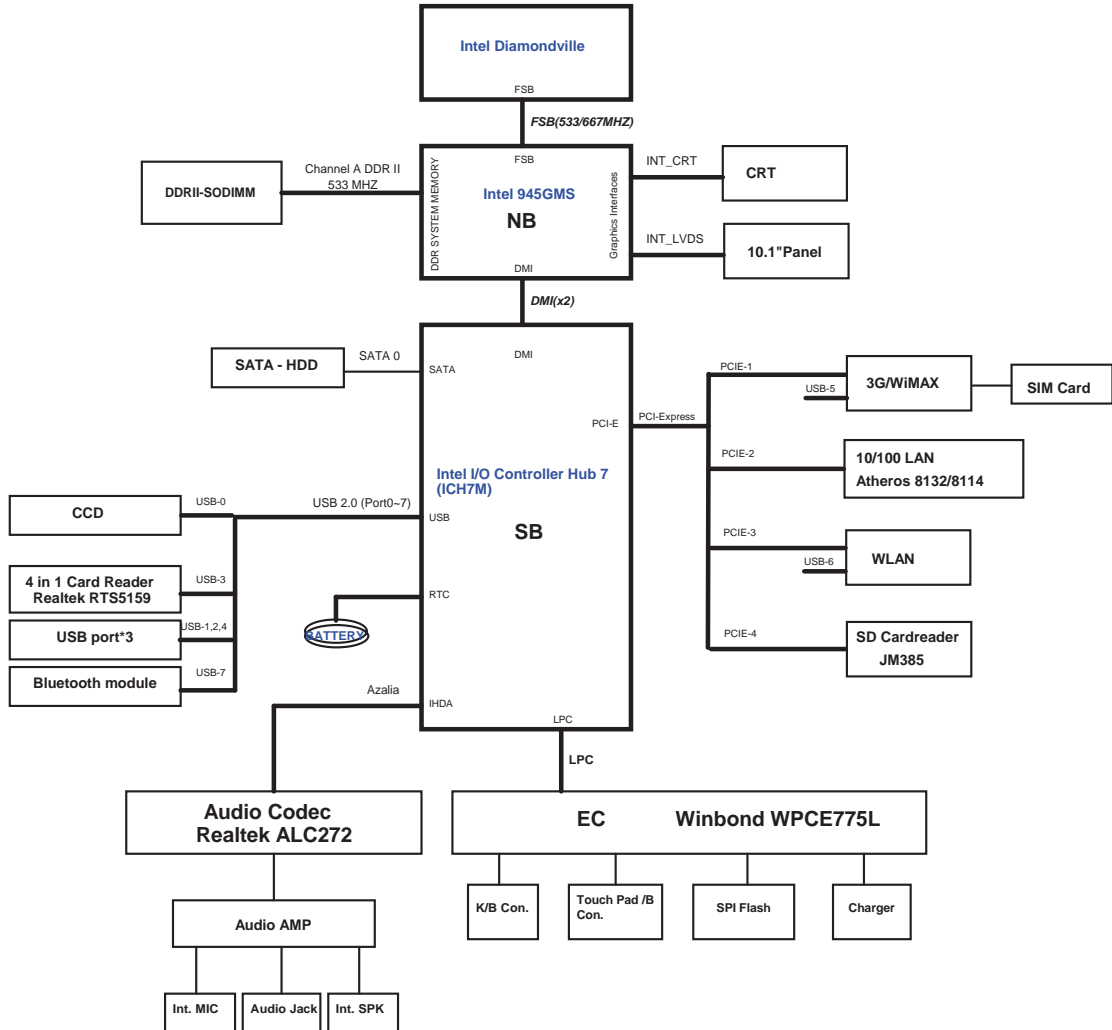 Intel Diamondville
FSB
FSB(533/667MHZ)
FSB
Intel 945GMS
NB
DDR SYSTEM MEMORY
Graphics Interfaces
DMI
Channel A DDR II
533 MHZ
DDRII-SODIMM
INT_CRT
CRT
INT_LVDS
10.1"Panel
DMI(x2)
DMI
SATA - HDD
SATA 0
SATA
PCI-E
PCI-Express
PCIE-1
USB-5
3G/WiMAX
SIM Card
PCIE-2
10/100 LAN
Atheros 8132/8114
PCIE-3
USB-6
WLAN
PCIE-4
SD Cardreader
JM385
Intel I/O Controller Hub 7
(ICH7M)
SB
USB 2.0 (Port0~7)
USB
USB-0
CCD
USB-3
4 in 1 Card Reader
Realtek RTS5159
USB-1,2,4
USB port*3
USB-7
Bluetooth module
RTC
BATTERY
Azalia
IHDA
LPC
LPC
Audio Codec
Realtek ALC272
EC Winbond WPCE775L
K/B Con.
Touch Pad /B
Con.
SPI Flash
Charger
Audio AMP
Int. MIC
Audio Jack
Int. SPK